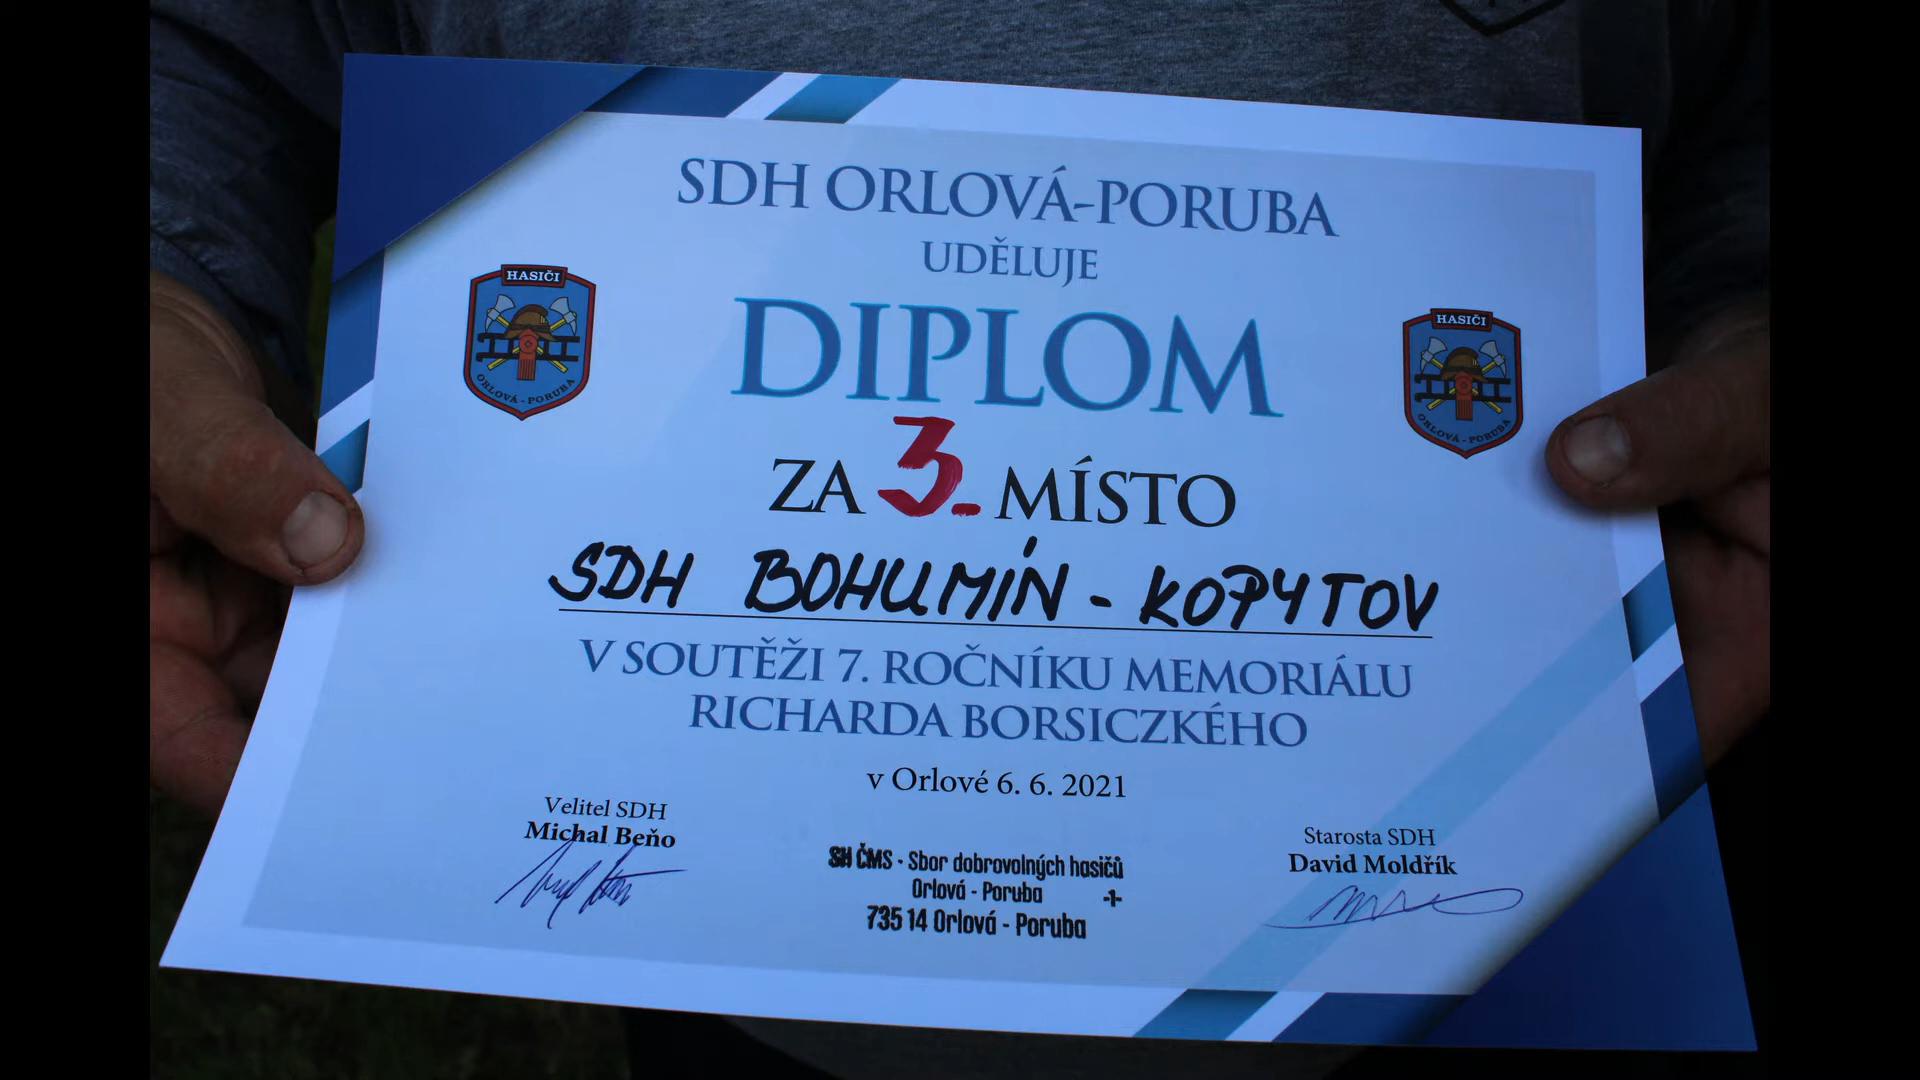 SDH ORLOVÁ-PORUBA
UDĚLUJE
HASIČI
ORLOVÁ - PORUBA
DIPLOM
HASIČI
ORLOVÁ - PORUBA
ZA 3. MÍSTO
SDH BOHUMÍN - KOPYTOV
V SOUTĚŽI 7. ROČNÍKU MEMORIÁLU
RICHARDA BORSICZKÉHO
v Orlové 6. 6. 2021
Velitel SDH
Michal Beňo
Starosta SDH
David Moldřík
SH ČMS - Sbor dobrovolných hasičů
Orlová - Poruba -1-
735 14 Orlová - Poruba